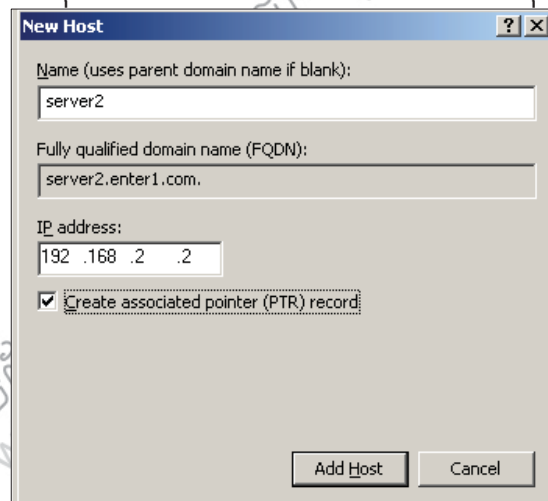 New Host
Name (uses parent domain name if blank):
server2
Fully qualified domain name (FQDN):
server2.enter1.com.
IP address:
192 .168 .2 .2
Create associated pointer (PTR) record
Add Host
Cancel